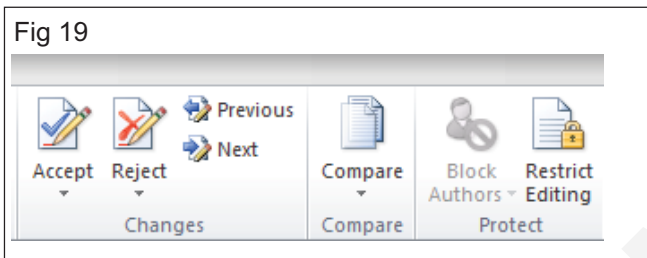 Fig 19
Previous
Next
Accept Reject
Compare
Block Restrict
Authors Editing
Changes Compare Protect